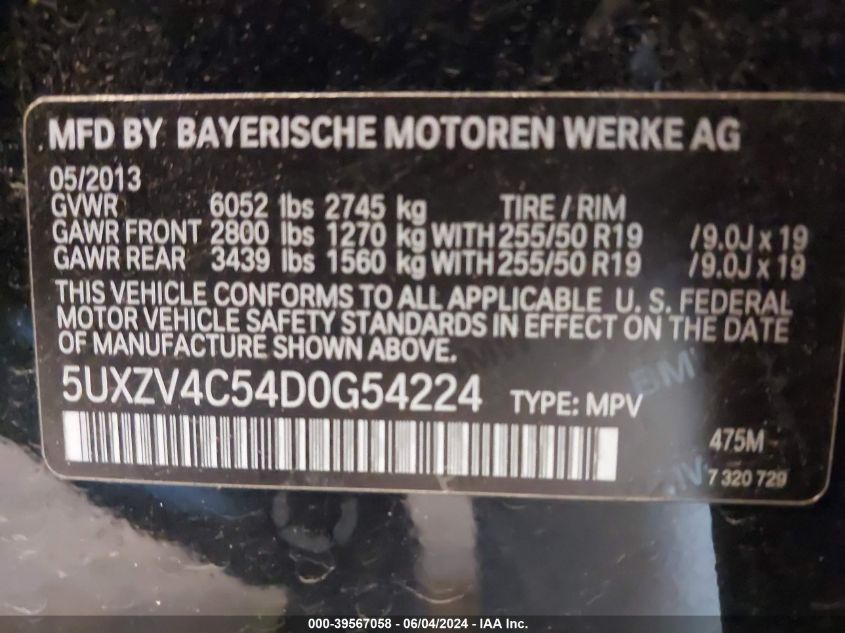 MFD BY BAYERISCHE MOTOREN WERKE AG
05/2013
GVWR 6052 lbs 2745 kg TIRE / RIM
GAWR FRONT 2800 lbs 1270 kg WITH 255/50 R19 /9.0J x 19
GAWR REAR 3439 lbs 1560 kg WITH 255/50 R19 /9.0J x 19
THIS VEHICLE CONFORMS TO ALL APPLICABLE U. S. FEDERAL
MOTOR VEHICLE SAFETY STANDARDS IN EFFECT ON THE DATE
OF MANUFACTURE SHOWN ABOVE.
5UXZV4C54D0G54224 TYPE: MPV
475M
7 320 729
000-39567058 - 06/04/2024 - IAA Inc.